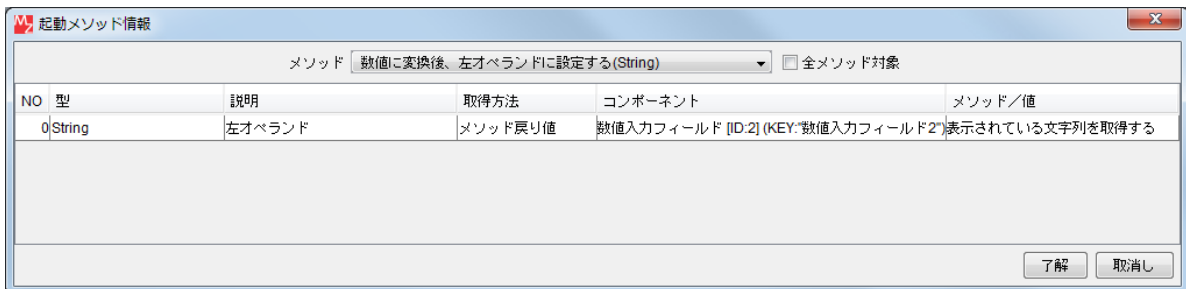 起動メソッド情報
メソッド 数値に変換後、左オペランドに設定する(String) 全メソッド対象
NO 型 説明 取得方法 コンポーネント メソッド／値
0 String 左オペランド メソッド戻り値 数値入力フィールド [ID:2] (KEY:"数値入力フィールド2") 表示されている文字列を取得する
了解 取消し